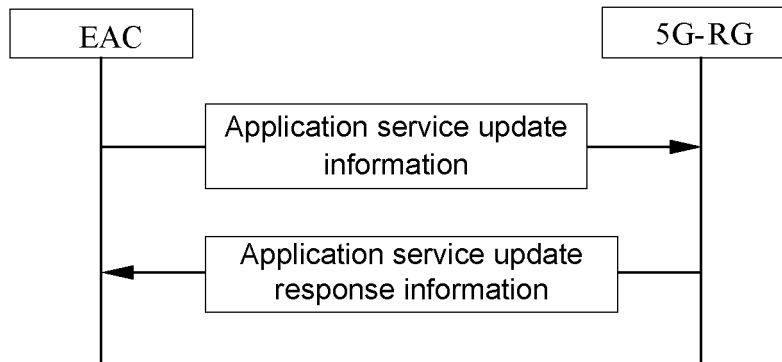 EAC
5G-RG
Application service update
information
Application service update
response information